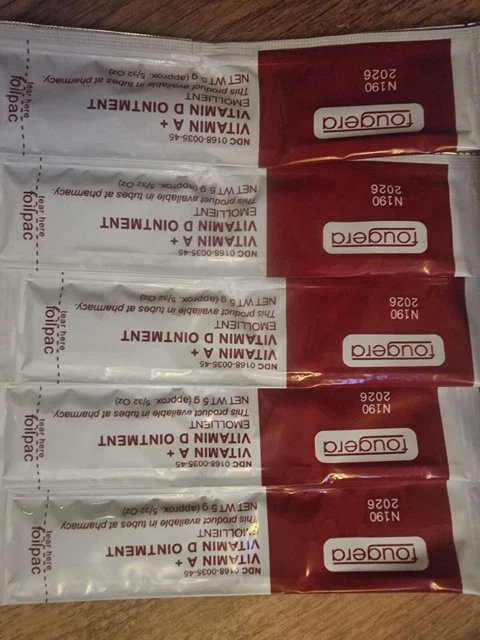 fougera
N190
2026
NDC 0168-0035-45
VITAMIN A +
VITAMIN D OINTMENT
EMOLLIENT
This product available in tubes at pharmacy.
NET WT 5 g (approx. 5/32 Oz)
tear here
foilpac
fougera
N190
2026
NDC 0168-0035-45
VITAMIN A +
VITAMIN D OINTMENT
EMOLLIENT
This product available in tubes at pharmacy.
NET WT 5 g (approx. 5/32 Oz)
tear here
foilpac
fougera
N190
2026
NDC 0168-0035-45
VITAMIN A +
VITAMIN D OINTMENT
EMOLLIENT
This product available in tubes at pharmacy.
NET WT 5 g (approx. 5/32 Oz)
tear here
foilpac
fougera
N190
2026
NDC 0168-0035-45
VITAMIN A +
VITAMIN D OINTMENT
EMOLLIENT
This product available in tubes at pharmacy.
NET WT 5 g (approx. 5/32 Oz)
tear here
foilpac
fougera
N190
2026
NDC 0168-0035-45
VITAMIN A +
VITAMIN D OINTMENT
EMOLLIENT
This product available in tubes at pharmacy.
NET WT 5 g (approx. 5/32 Oz)
tear here
foilpac